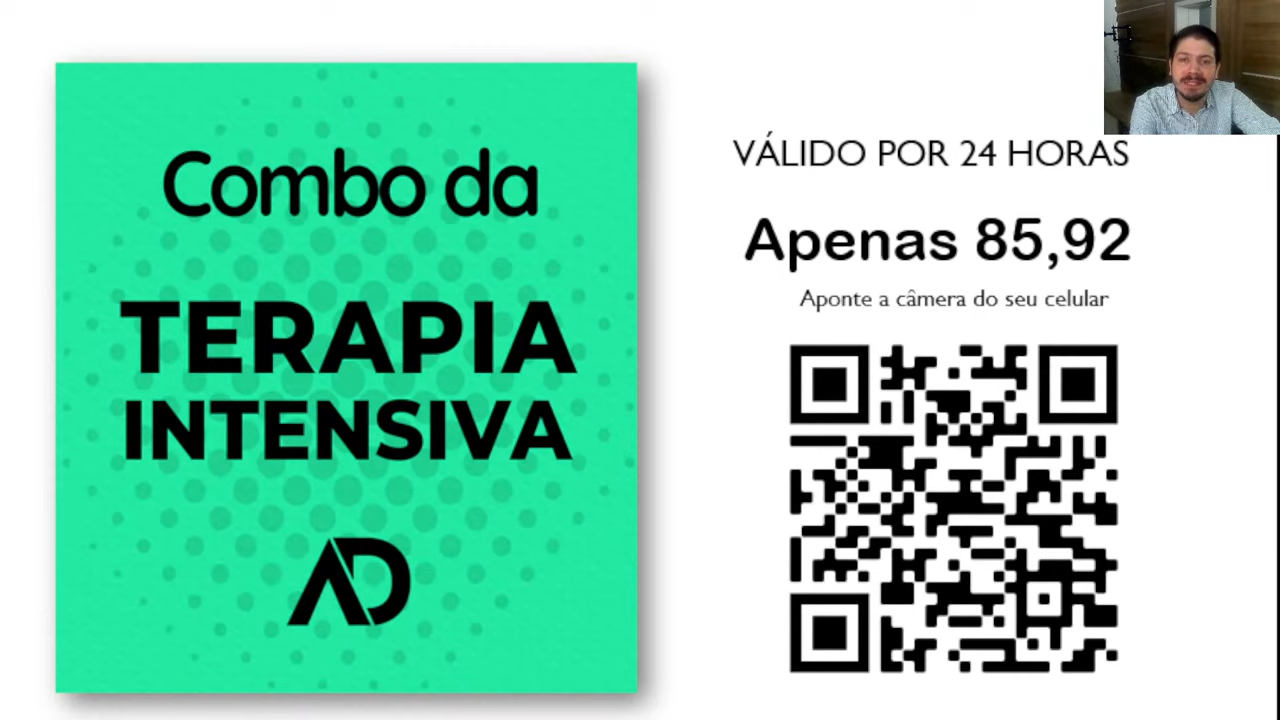 Combo da
TERAPIA
INTENSIVA
AD
VÁLIDO POR 24 HORAS
Apenas 85,92
Aponte a câmera do seu celular